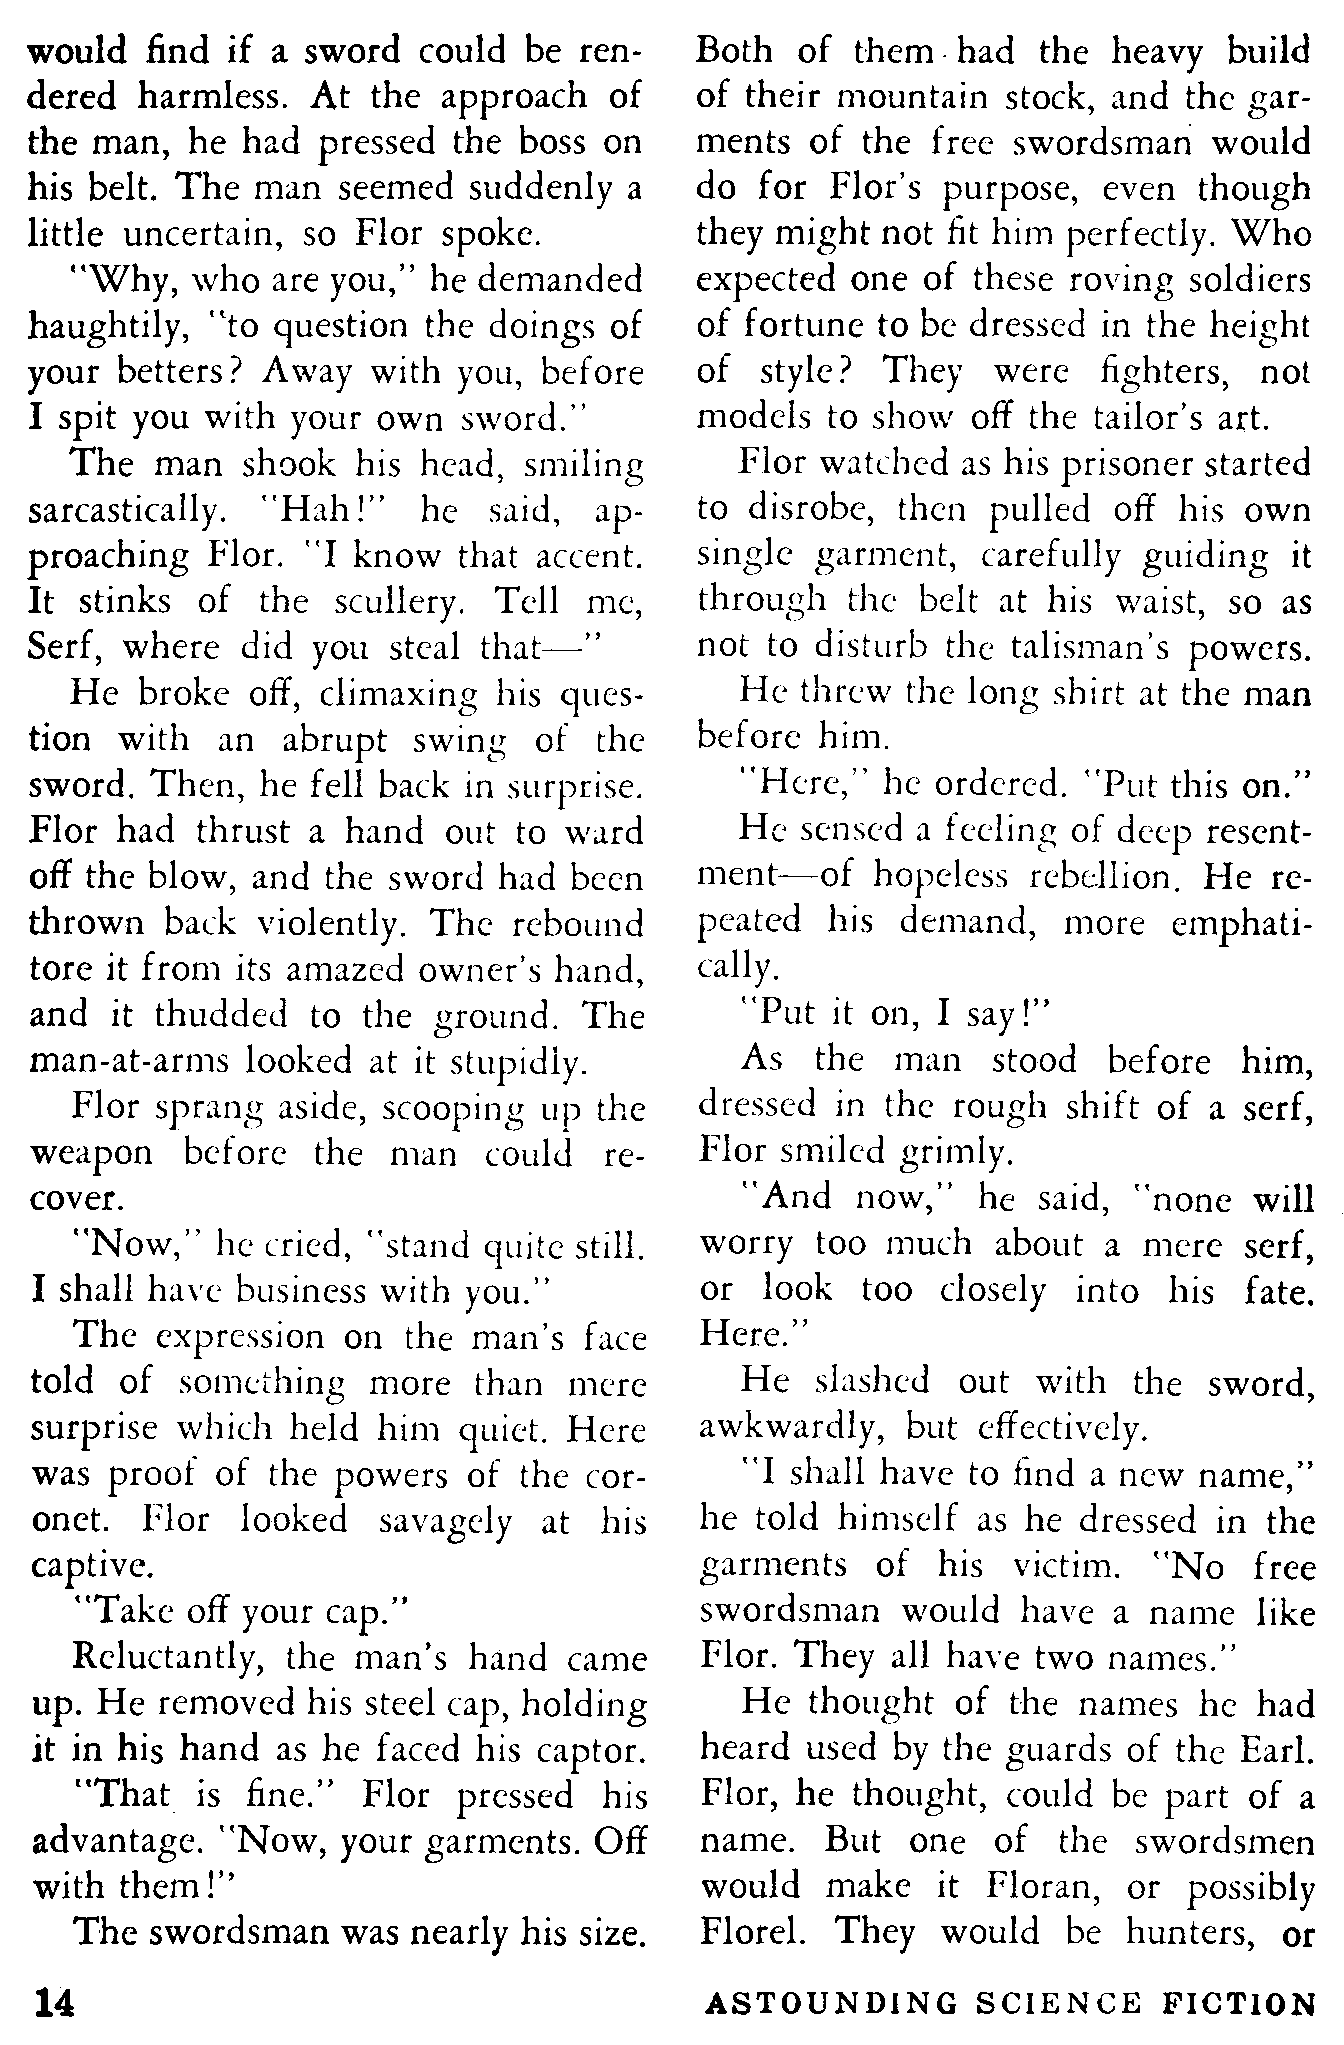 would find if a sword could be ren-
dered harmless. At the approach of
the man, he had pressed the boss on
his belt. The man seemed suddenly a
little uncertain, so Flor spoke.
"Why, who are you," he demanded
haughtily, "to question the doings of
your betters? Away with you, before
I spit you with your own sword."
The man shook his head, smiling
sarcastically. "Hah!" he said, ap-
proaching Flor. "I know that accent.
It stinks of the scullery. Tell me,
Serf, where did you steal that—"
He broke off, climaxing his ques-
tion with an abrupt swing of the
sword. Then, he fell back in surprise.
Flor had thrust a hand out to ward
off the blow, and the sword had been
thrown back violently. The rebound
tore it from its amazed owner's hand,
and it thudded to the ground. The
man-at-arms looked at it stupidly.
Flor sprang aside, scooping up the
weapon before the man could re-
cover.
"Now," he cried, "stand quite still.
I shall have business with you."
The expression on the man's face
told of something more than mere
surprise which held him quiet. Here
was proof of the powers of the cor-
onet. Flor looked savagely at his
captive.
"Take off your cap."
Reluctantly, the man's hand came
up. He removed his steel cap, holding
it in his hand as he faced his captor.
"That is fine." Flor pressed his
advantage. "Now, your garments. Off
with them!"
The swordsman was nearly his size.
Both of them had the heavy build
of their mountain stock, and the gar-
ments of the free swordsman would
do for Flor's purpose, even though
they might not fit him perfectly. Who
expected one of these roving soldiers
of fortune to be dressed in the height
of style? They were fighters, not
models to show off the tailor's art.
Flor watched as his prisoner started
to disrobe, then pulled off his own
single garment, carefully guiding it
through the belt at his waist, so as
not to disturb the talisman's powers.
He threw the long shirt at the man
before him.
"Here," he ordered. "Put this on."
He sensed a feeling of deep resent-
ment—of hopeless rebellion. He re-
peated his demand, more emphati-
cally.
"Put it on, I say!"
As the man stood before him,
dressed in the rough shift of a serf,
Flor smiled grimly.
"And now," he said, "none will
worry too much about a mere serf,
or look too closely into his fate.
Here."
He slashed out with the sword,
awkwardly, but effectively.
"I shall have to find a new name,"
he told himself as he dressed in the
garments of his victim. "No free
swordsman would have a name like
Flor. They all have two names."
He thought of the names he had
heard used by the guards of the Earl.
Flor, he thought, could be part of a
name. But one of the swordsmen
would make it Floran, or possibly
Florel. They would be hunters, or
14
ASTOUNDING SCIENCE FICTION